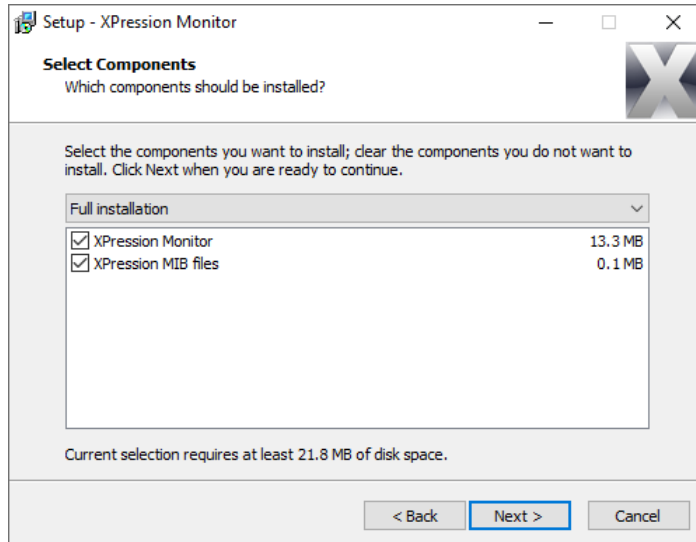 Setup - XPression Monitor
Select Components
Which components should be installed?
Select the components you want to install; clear the components you do not want to
install. Click Next when you are ready to continue.
Full installation
XPression Monitor 13.3 MB
XPression MIB files 0.1 MB
Current selection requires at least 21.8 MB of disk space.
< Back Next > Cancel